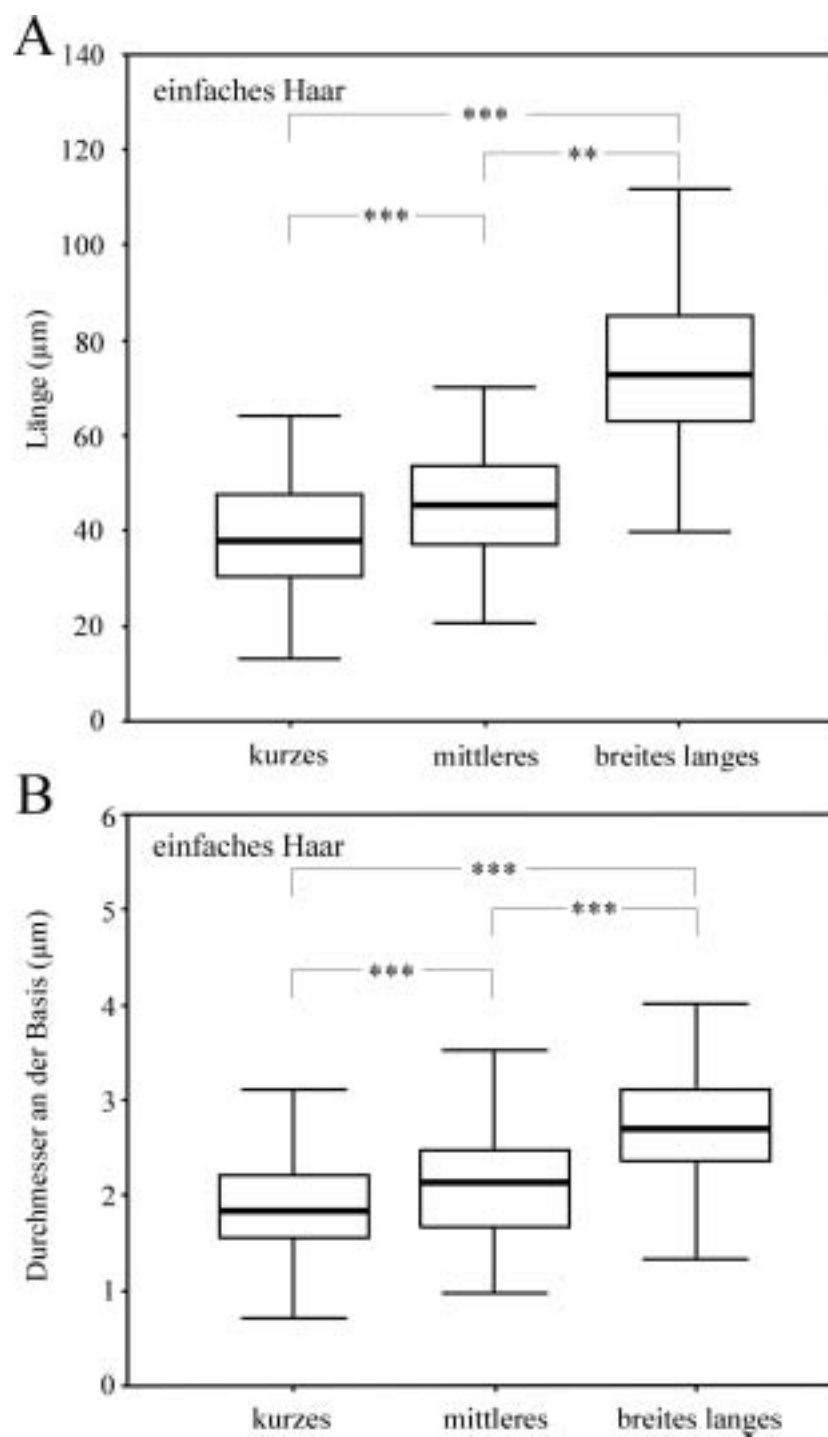 A
140
einfaches Haar
***
120
**
***
100
80
60
40
20
0
Länge (µm)
kurzes mittleres breites langes
B
6
einfaches Haar
***
5
***
***
4
3
2
1
0
Durchmesser an der Basis (µm)
kurzes mittleres breites langes